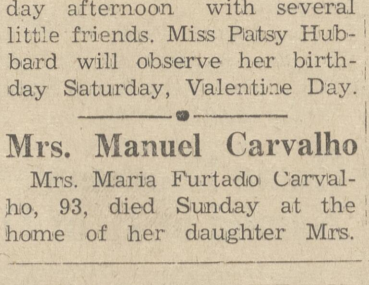 day afternoon with several
little friends. Miss Patsy Hub-
bard will observe her birth-
day Saturday, Valentine Day.
Mrs. Manuel Carvalho
Mrs. Maria Furtado Carval-
ho, 93, died Sunday at the
home of her daughter Mrs.